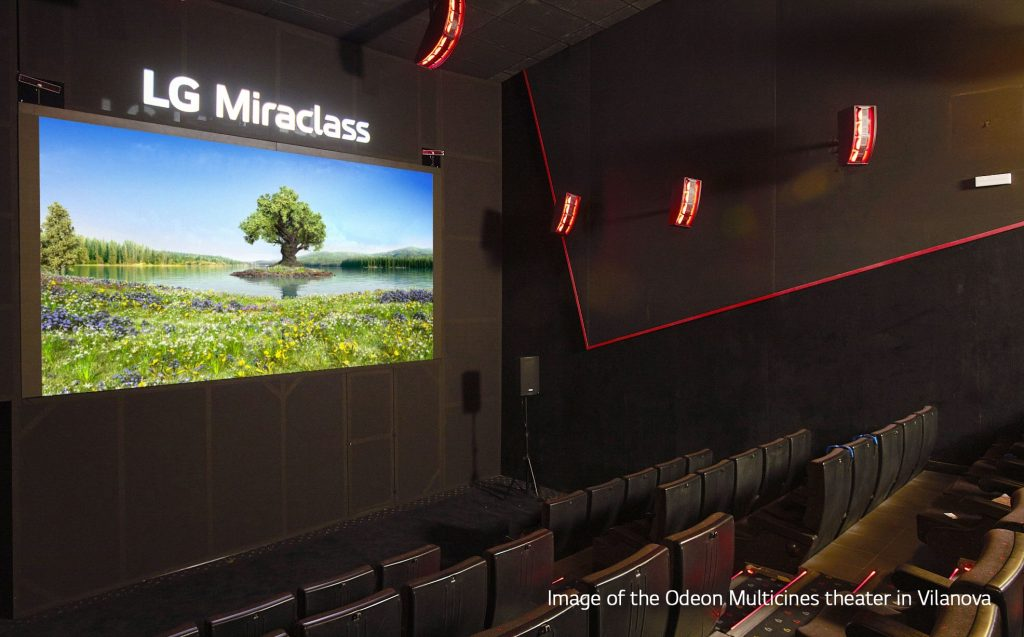 LG Miraclass
Image of the Odeon Multicines theater in Vilanova